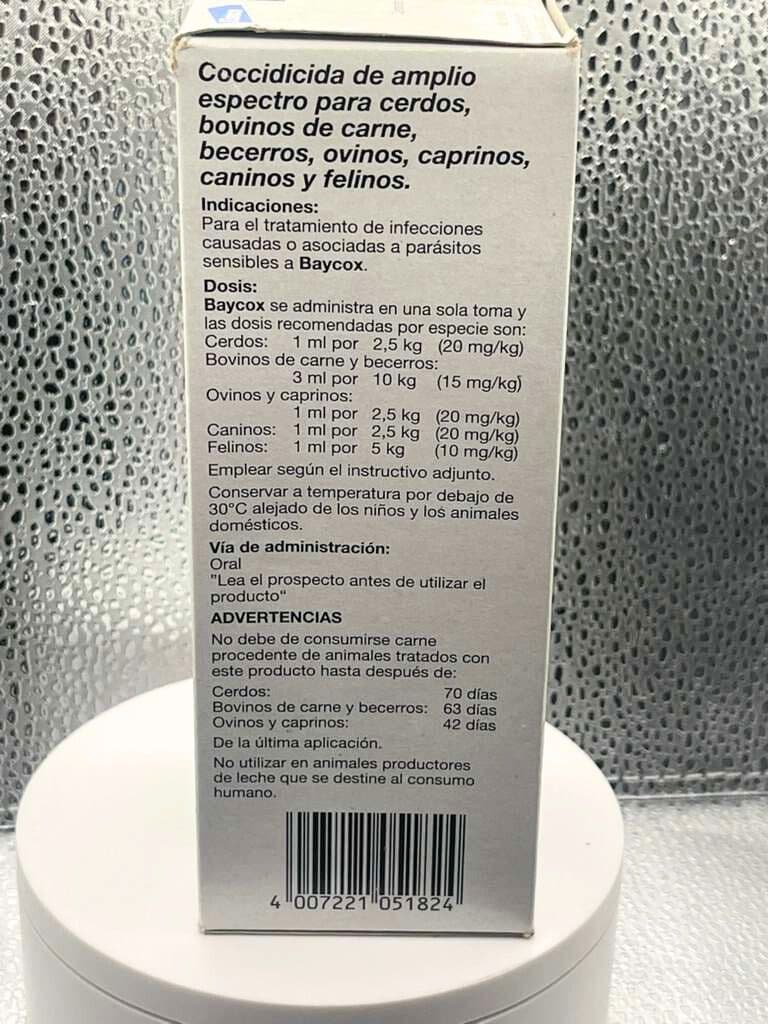 Coccidicida de amplio
espectro para cerdos,
bovinos de carne,
becerros, ovinos, caprinos,
caninos y felinos.
Indicaciones:
Para el tratamiento de infecciones
causadas o asociadas a parásitos
sensibles a Baycox.
Dosis:
Baycox se administra en una sola toma y
las dosis recomendadas por especie son:
Cerdos: 1 ml por 2,5 kg (20 mg/kg)
Bovinos de carne y becerros:
3 ml por 10 kg (15 mg/kg)
Ovinos y caprinos:
1 ml por 2,5 kg (20 mg/kg)
Caninos: 1 ml por 2,5 kg (20 mg/kg)
Felinos: 1 ml por 5 kg (10 mg/kg)
Emplear según el instructivo adjunto.
Conservar a temperatura por debajo de
30°C alejado de los niños y los animales
domésticos.
Vía de administración:
Oral
"Lea el prospecto antes de utilizar el
producto"
ADVERTENCIAS
No debe de consumirse carne
procedente de animales tratados con
este producto hasta después de:
Cerdos: 70 días
Bovinos de carne y becerros: 63 días
Ovinos y caprinos: 42 días
De la última aplicación.
No utilizar en animales productores
de leche que se destine al consumo
humano.
4 007221 051824